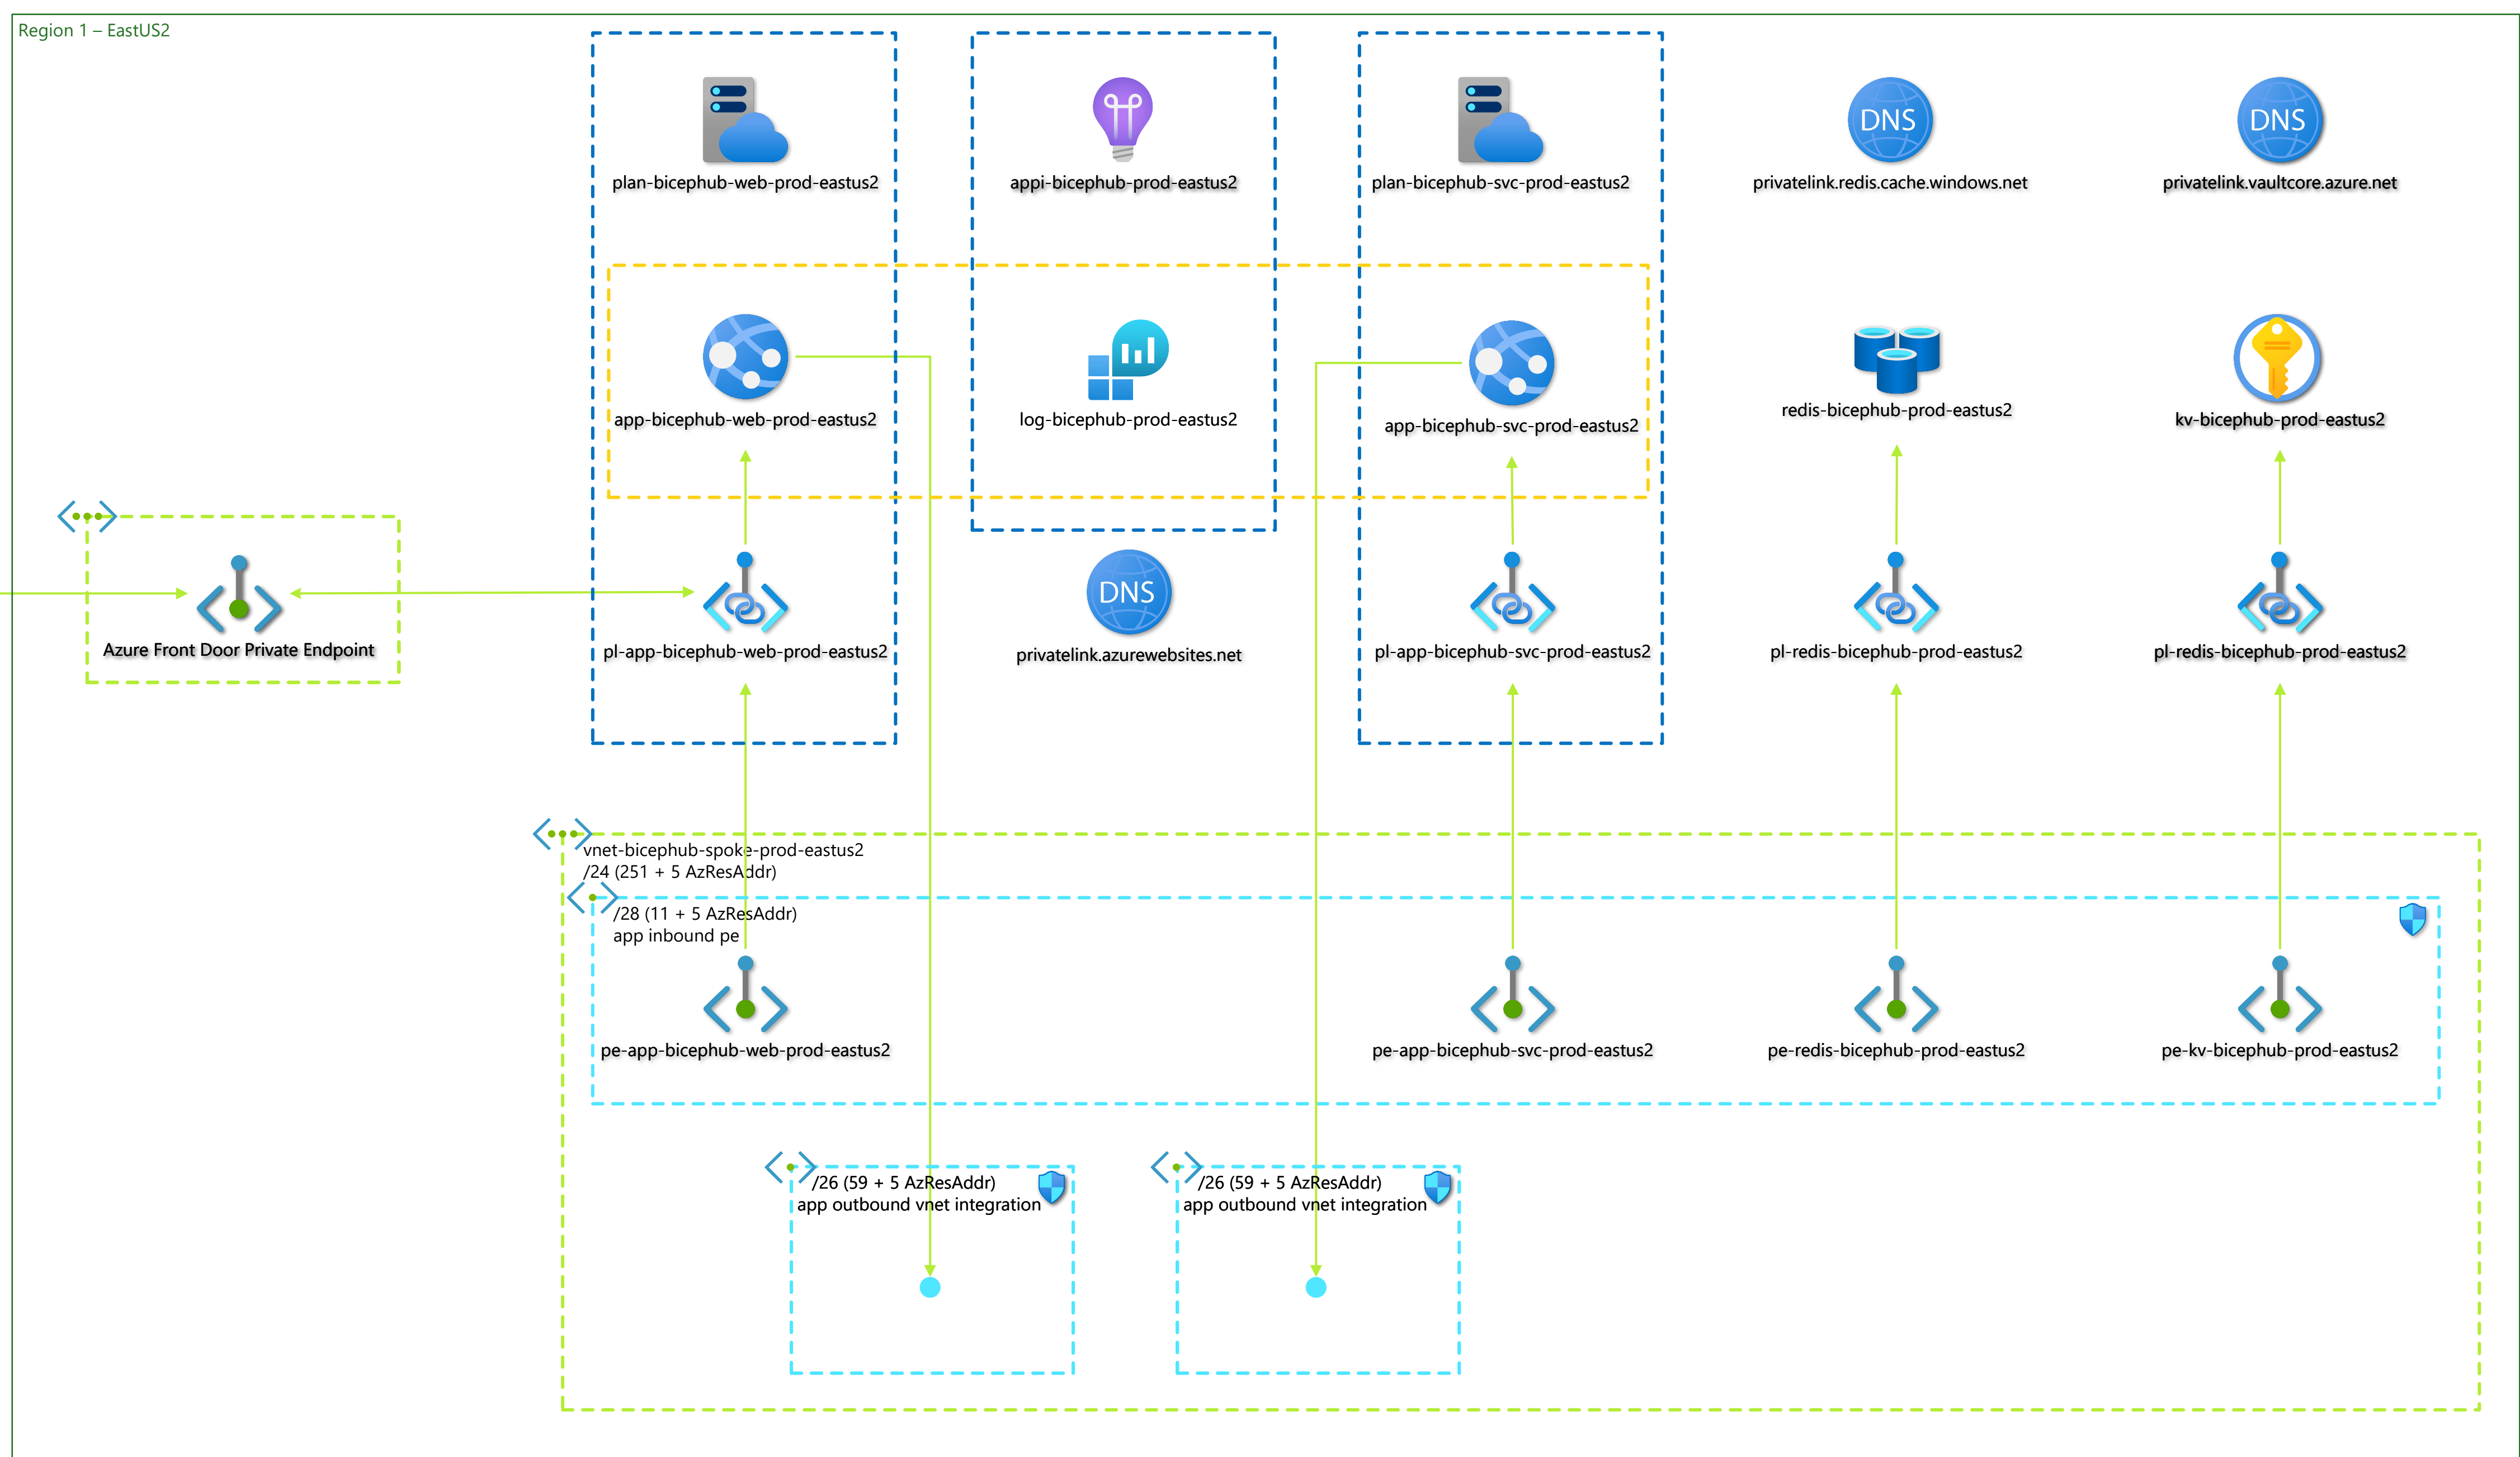 Region 1 – EastUS2
DNS
DNS
plan-bicephub-web-prod-eastus2
appi-bicephub-prod-eastus2
plan-bicephub-svc-prod-eastus2
privatelink.redis.cache.windows.net
privatelink.vaultcore.azure.net
app-bicephub-web-prod-eastus2
log-bicephub-prod-eastus2
app-bicephub-svc-prod-eastus2
redis-bicephub-prod-eastus2
kv-bicephub-prod-eastus2
DNS
Azure Front Door Private Endpoint
pl-app-bicephub-web-prod-eastus2
privatelink.azurewebsites.net
pl-app-bicephub-svc-prod-eastus2
pl-redis-bicephub-prod-eastus2
pl-redis-bicephub-prod-eastus2
vnet-bicephub-spoke-prod-eastus2
/24 (251 + 5 AzResAddr)
/28 (11 + 5 AzResAddr)
app inbound pe
pe-app-bicephub-web-prod-eastus2
pe-app-bicephub-svc-prod-eastus2
pe-redis-bicephub-prod-eastus2
pe-kv-bicephub-prod-eastus2
/26 (59 + 5 AzResAddr)
app outbound vnet integration
/26 (59 + 5 AzResAddr)
app outbound vnet integration